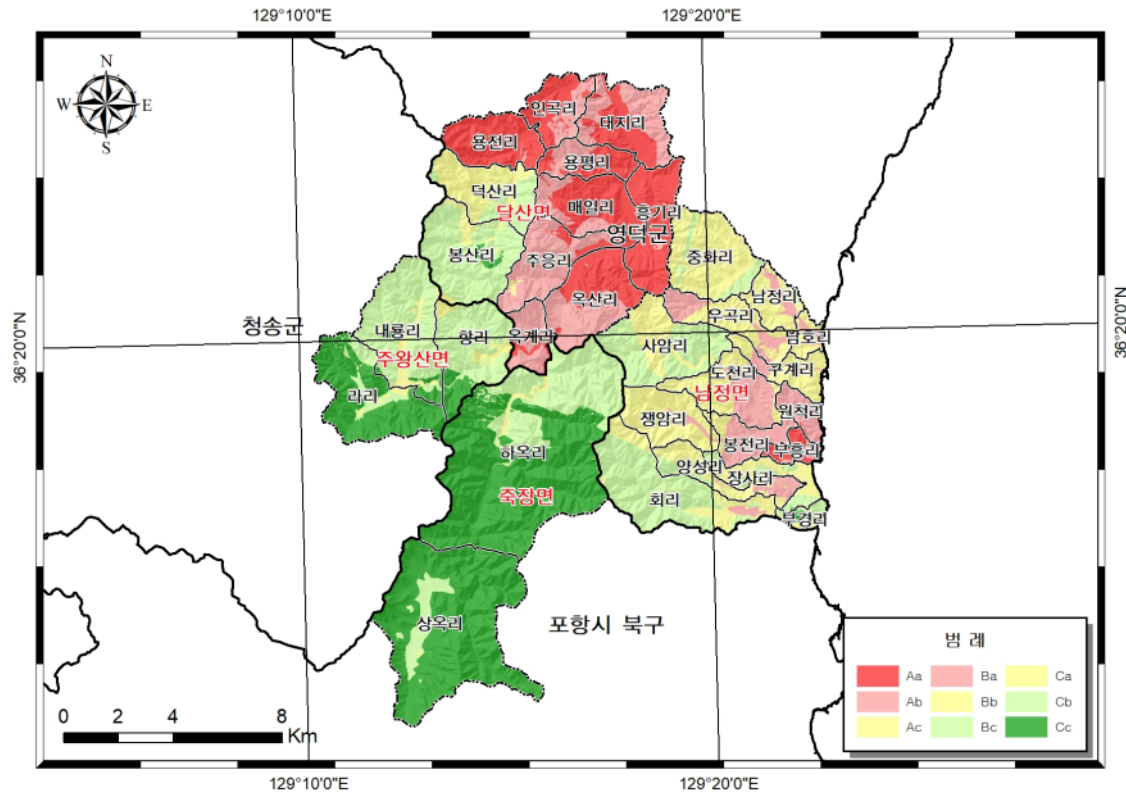 129°10'0"E 129°20'0"E
N
W E
S
인곡리
대지리
용전리
용평리
덕산리
매일리
달산면
흥기리
영덕군
봉산리
주응리
중화리
옥산리
남정리
우곡리
청송군
내룡리
항리
옥계리
남호리
36°20'0"N
36°20'0"N
사암리
주왕산면
도천리
구계리
라리
남정면
원척리
쟁암리
하옥리
봉전리
부흥리
양성리
장사리
죽장면
회리
부경리
상옥리
포항시 북구
범 례
Aa Ba Ca
Ab Bb Cb
Ac Bc Cc
0 2 4 8
Km
129°10'0"E 129°20'0"E